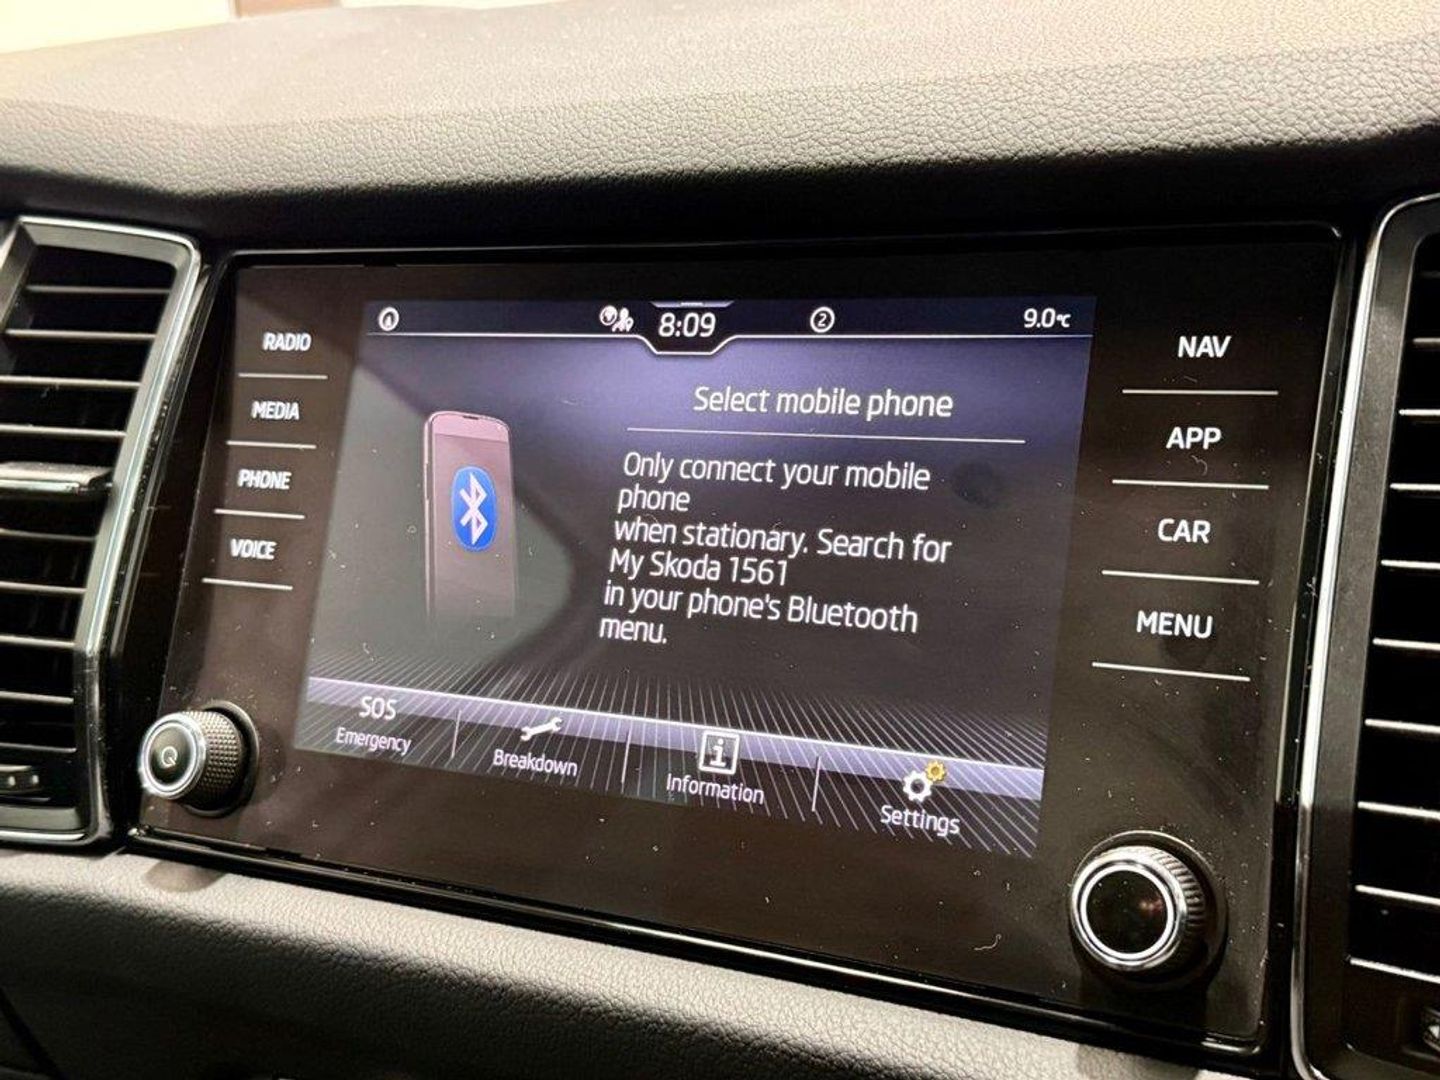 8:09
2
9.0°C
RADIO
MEDIA
PHONE
VOICE
Select mobile phone
Only connect your mobile
phone
when stationary. Search for
My Skoda 1561
in your phone's Bluetooth
menu.
NAV
APP
CAR
MENU
SOS
Emergency
Breakdown
i
Information
Settings